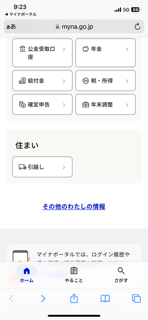 9:23
5G 90
マイナポータル
ぁあ myna.go.jp
公金受取口座
年金
給付金
税・所得
確定申告
年末調整
住まい
引越し
その他のわたしの情報
マイナポータルでは、ログイン履歴や
ホーム
やること
さがす